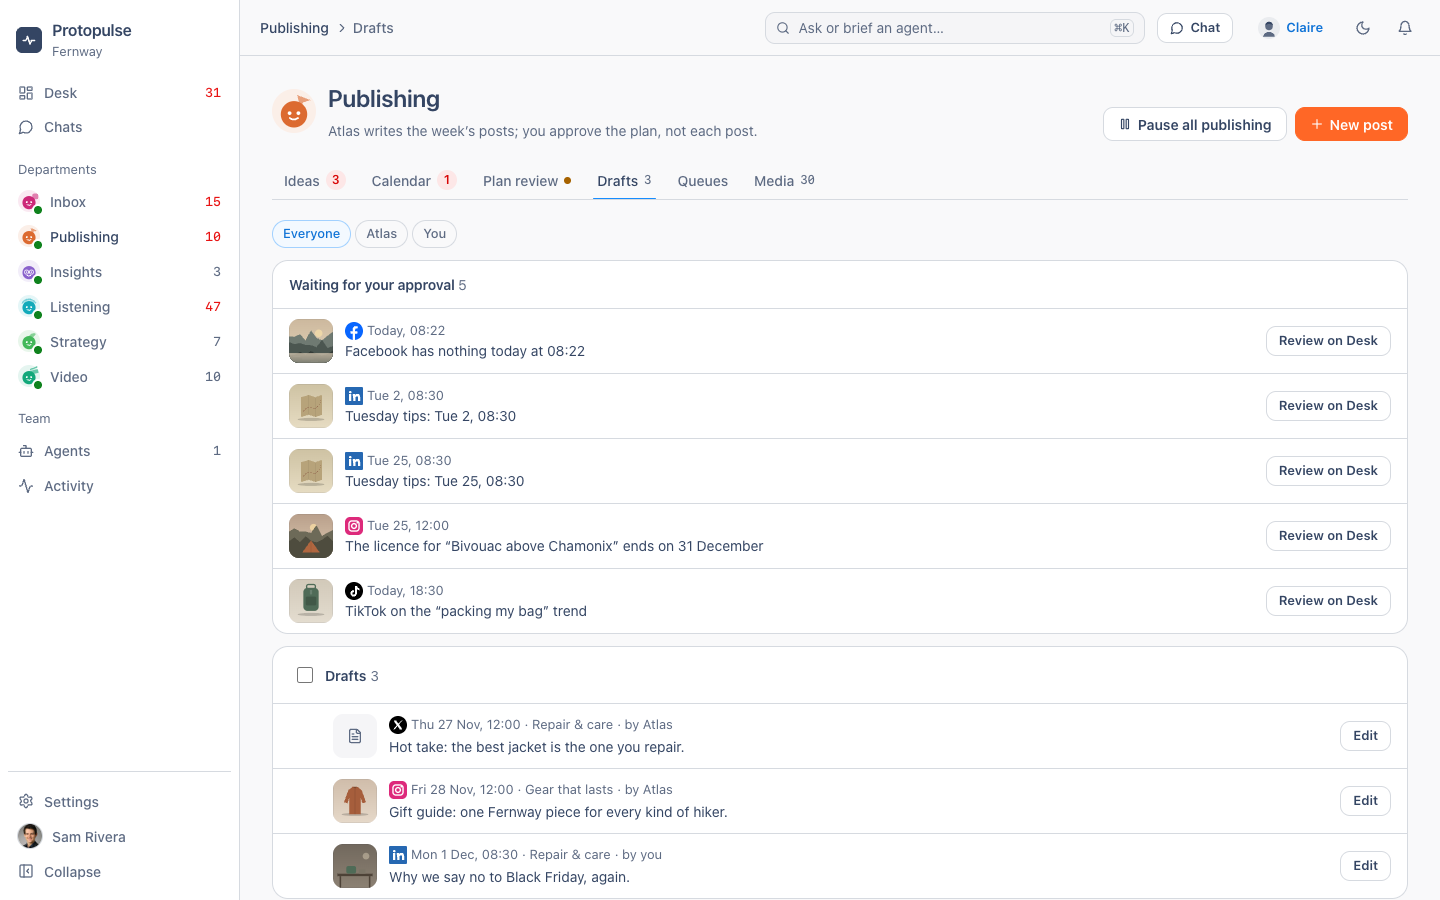 Protopulse
Fernway
Desk 31
Chats
Departments
Inbox 15
Publishing 10
Insights 3
Listening 47
Strategy 7
Video 10
Team
Agents 1
Activity
Settings
Sam Rivera
Collapse
Publishing > Drafts
Ask or brief an agent… ⌘K
Chat
Claire
Publishing
Atlas writes the week’s posts; you approve the plan, not each post.
Pause all publishing
+ New post
Ideas 3 Calendar 1 Plan review Drafts 3 Queues Media 30
Everyone Atlas You
Waiting for your approval 5
Today, 08:22
Facebook has nothing today at 08:22
Review on Desk
in Tue 2, 08:30
Tuesday tips: Tue 2, 08:30
Review on Desk
in Tue 25, 08:30
Tuesday tips: Tue 25, 08:30
Review on Desk
Tue 25, 12:00
The licence for “Bivouac above Chamonix” ends on 31 December
Review on Desk
Today, 18:30
TikTok on the “packing my bag” trend
Review on Desk
Drafts 3
X Thu 27 Nov, 12:00 · Repair & care · by Atlas
Hot take: the best jacket is the one you repair.
Edit
Fri 28 Nov, 12:00 · Gear that lasts · by Atlas
Gift guide: one Fernway piece for every kind of hiker.
Edit
in Mon 1 Dec, 08:30 · Repair & care · by you
Why we say no to Black Friday, again.
Edit